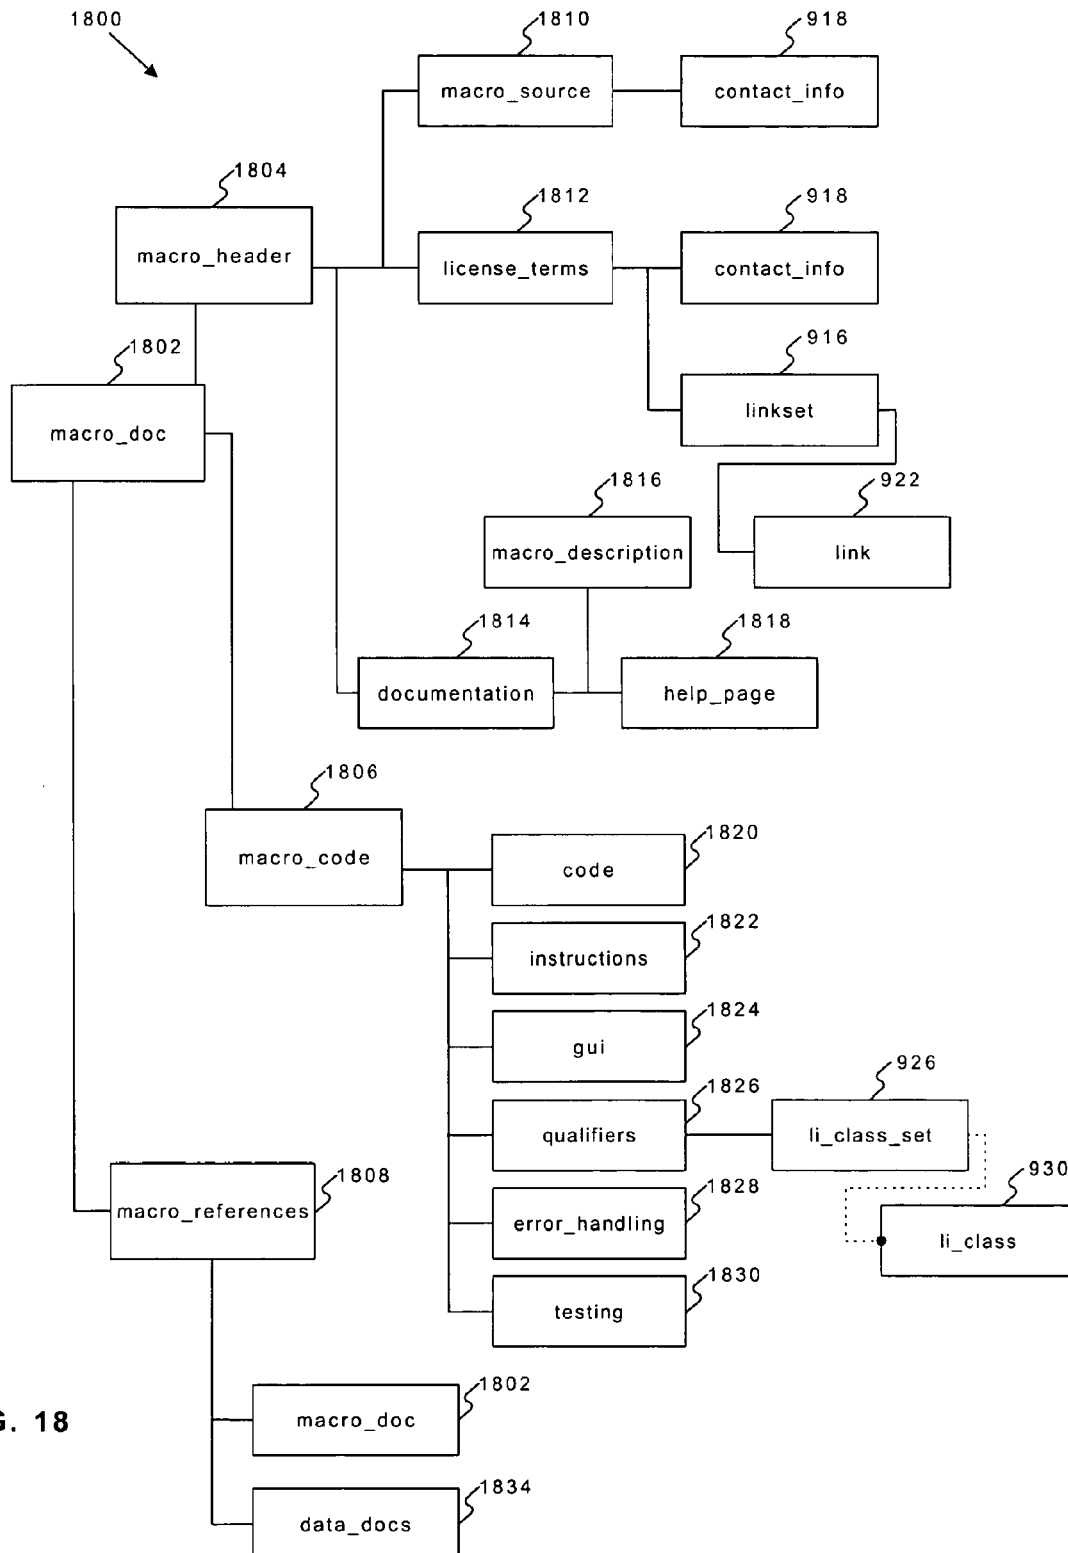 1800
1810
918
macro_source
contact_info
1804
1812
918
macro_header
license_terms
contact_info
1802
916
macro_doc
linkset
1816
922
macro_description
link
1814
1818
documentation
help_page
1806
macro_code
1820
code
1822
instructions
1824
gui
1826
926
qualifiers
li_class_set
1808
1828
930
macro_references
error_handling
li_class
1830
testing
1802
macro_doc
G. 18
1834
data_docs